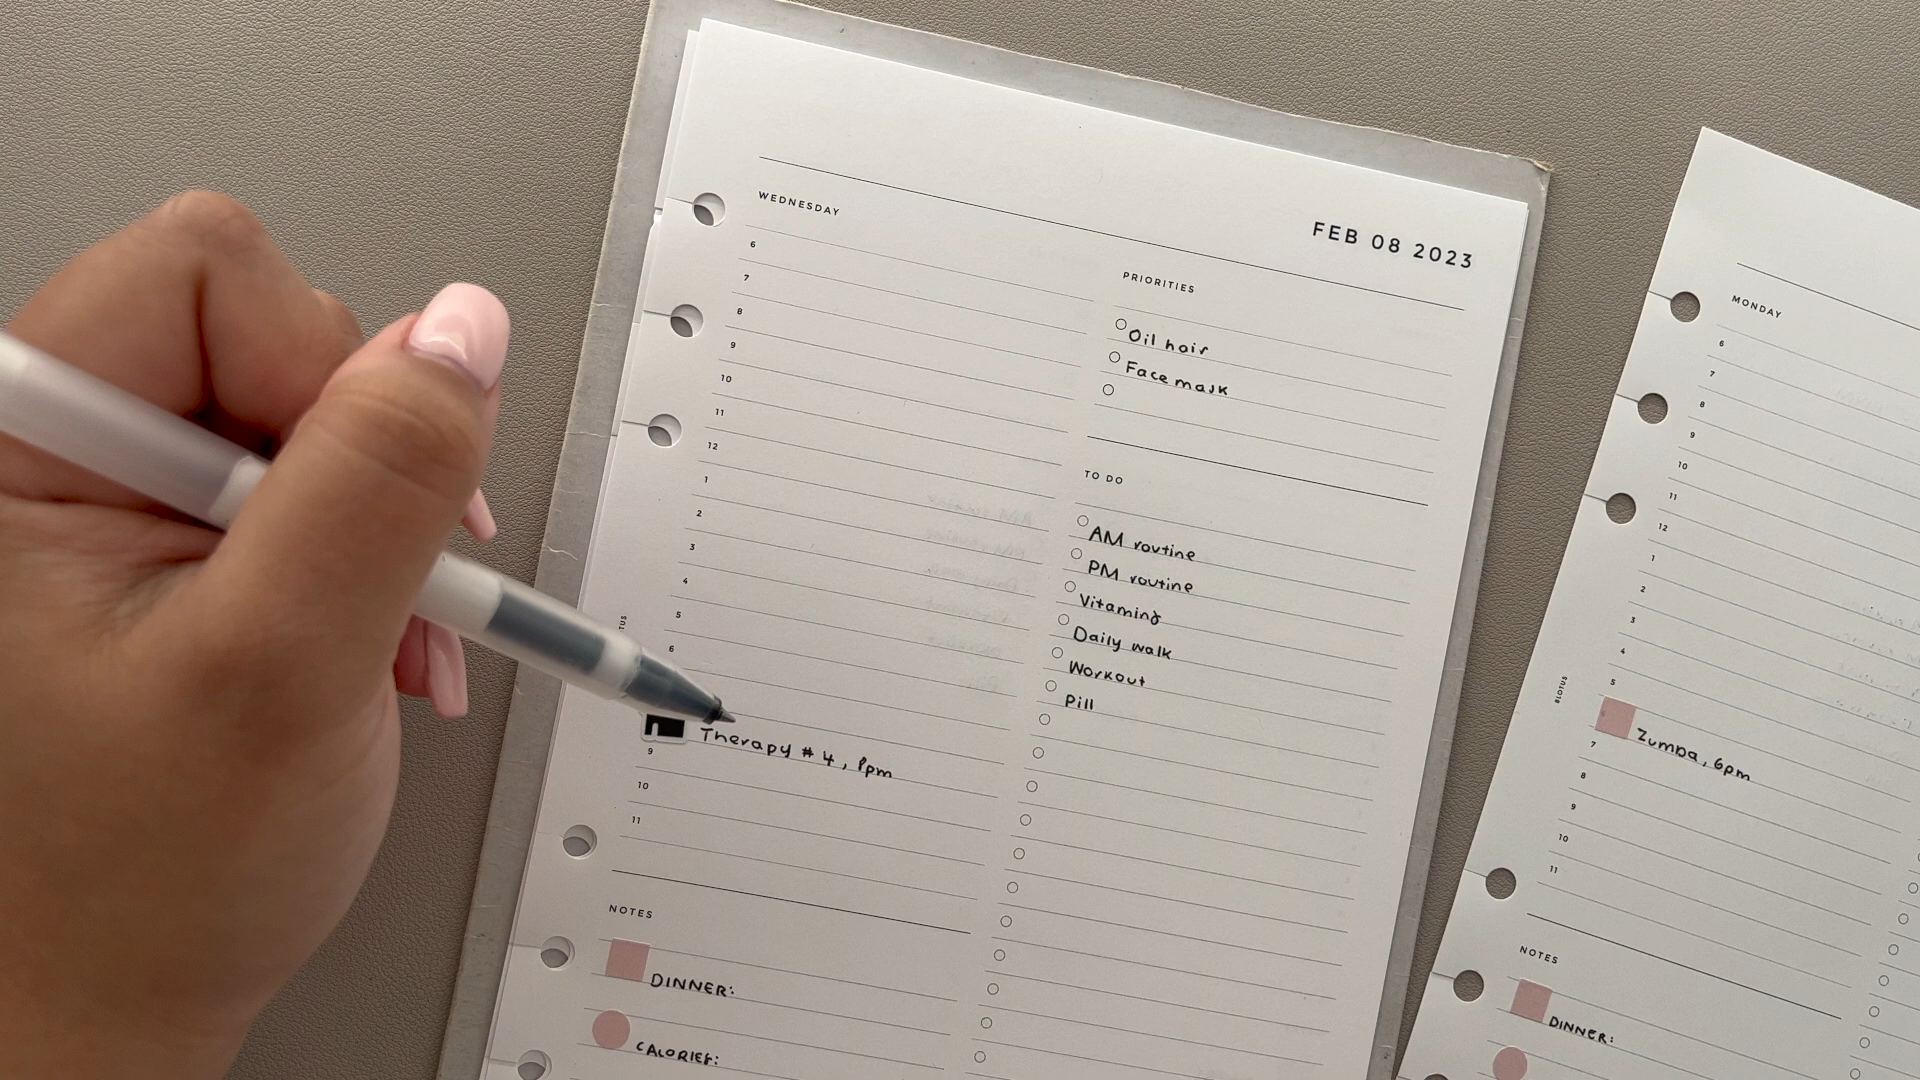 WEDNESDAY
FEB 08 2023
6
7
8
9
10
11
12
1
2
3
4
5
6
Therapy # 4, 8pm
9
10
11
NOTES
DINNER:
CALORIES:
PRIORITIES
Oil hair
Face mask
TO DO
AM routine
PM routine
Vitamins
Daily walk
Workout
Pill
MONDAY
6
7
8
9
10
11
12
1
2
3
4
5
Zumba, 6pm
7
8
9
10
11
NOTES
DINNER: